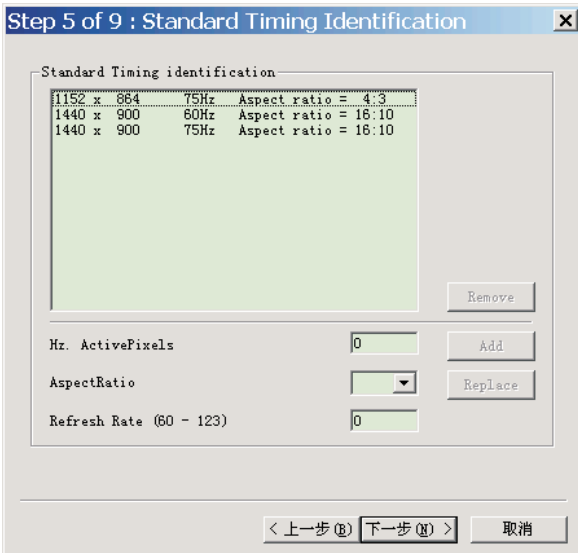 Step 5 of 9 : Standard Timing Identification
Standard Timing identification
1152 x 864 75Hz Aspect ratio = 4:3
1440 x 900 60Hz Aspect ratio = 16:10
1440 x 900 75Hz Aspect ratio = 16:10
Remove
Hz. ActivePixels 0 Add
AspectRatio Replace
Refresh Rate (60 - 123) 0
< 上一步(B) 下一步(N) > 取消